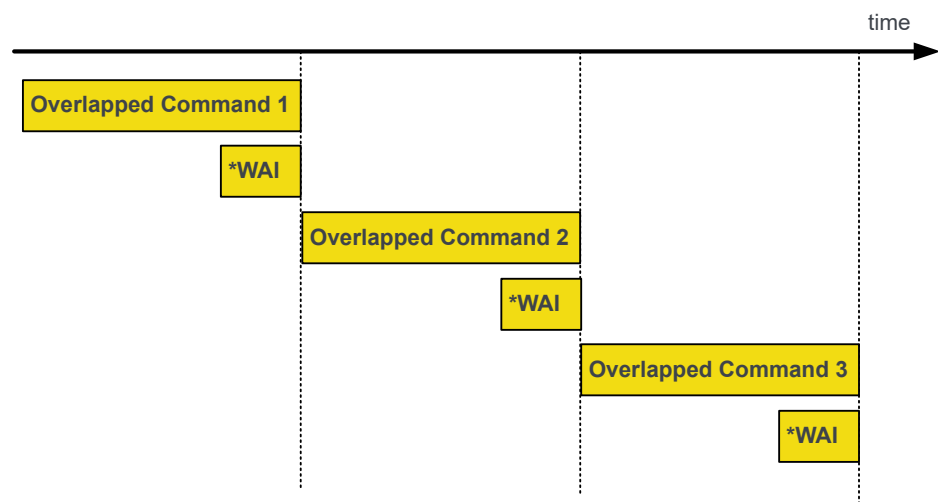 time
Overlapped Command 1
*WAI
Overlapped Command 2
*WAI
Overlapped Command 3
*WAI